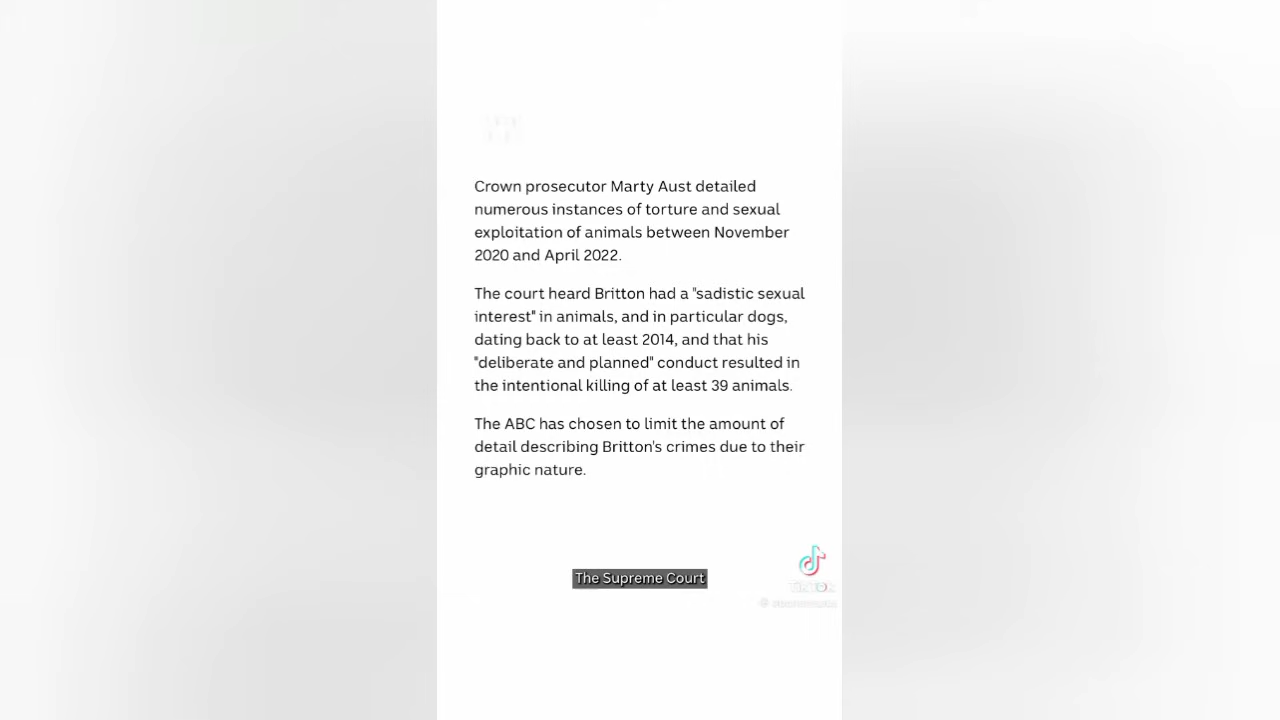 Crown prosecutor Marty Aust detailed
numerous instances of torture and sexual
exploitation of animals between November
2020 and April 2022.
The court heard Britton had a "sadistic sexual
interest" in animals, and in particular dogs,
dating back to at least 2014, and that his
"deliberate and planned" conduct resulted in
the intentional killing of at least 39 animals.
The ABC has chosen to limit the amount of
detail describing Britton's crimes due to their
graphic nature.
The Supreme Court
TikTok